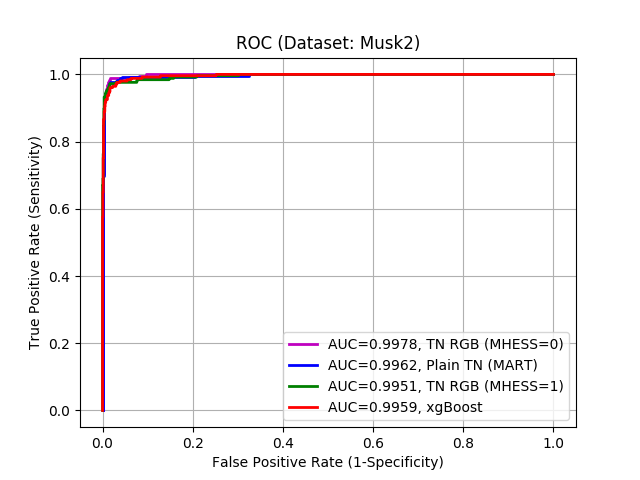 ROC (Dataset: Musk2)
True Positive Rate (Sensitivity)
1.0
0.8
0.6
0.4
0.2
0.0
AUC=0.9978, TN RGB (MHESS=0)
AUC=0.9962, Plain TN (MART)
AUC=0.9951, TN RGB (MHESS=1)
AUC=0.9959, xgBoost
0.0 0.2 0.4 0.6 0.8 1.0
False Positive Rate (1-Specificity)